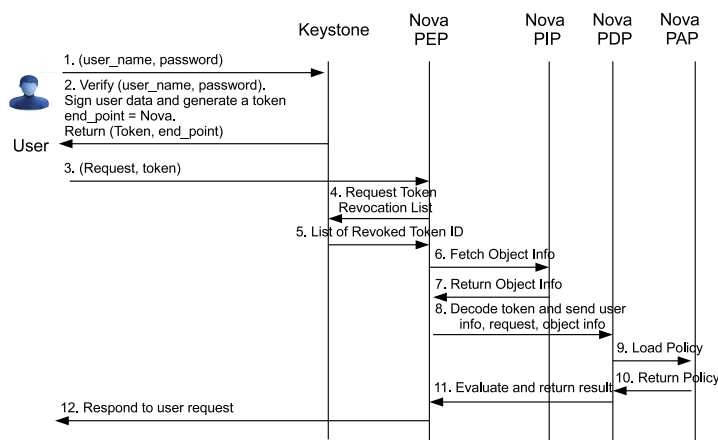 Keystone
Nova
PEP
Nova
PIP
Nova
PDP
Nova
PAP
1. (user_name, password)
2. Verify (user_name, password).
Sign user data and generate a token
end_point = Nova.
Return (Token, end_point)
User
3. (Request, token)
4. Request Token
Revocation List
5. List of Revoked Token ID
6. Fetch Object Info
7. Return Object Info
8. Decode token and send user
info, request, object info
9. Load Policy
10. Return Policy
11. Evaluate and return result
12. Respond to user request